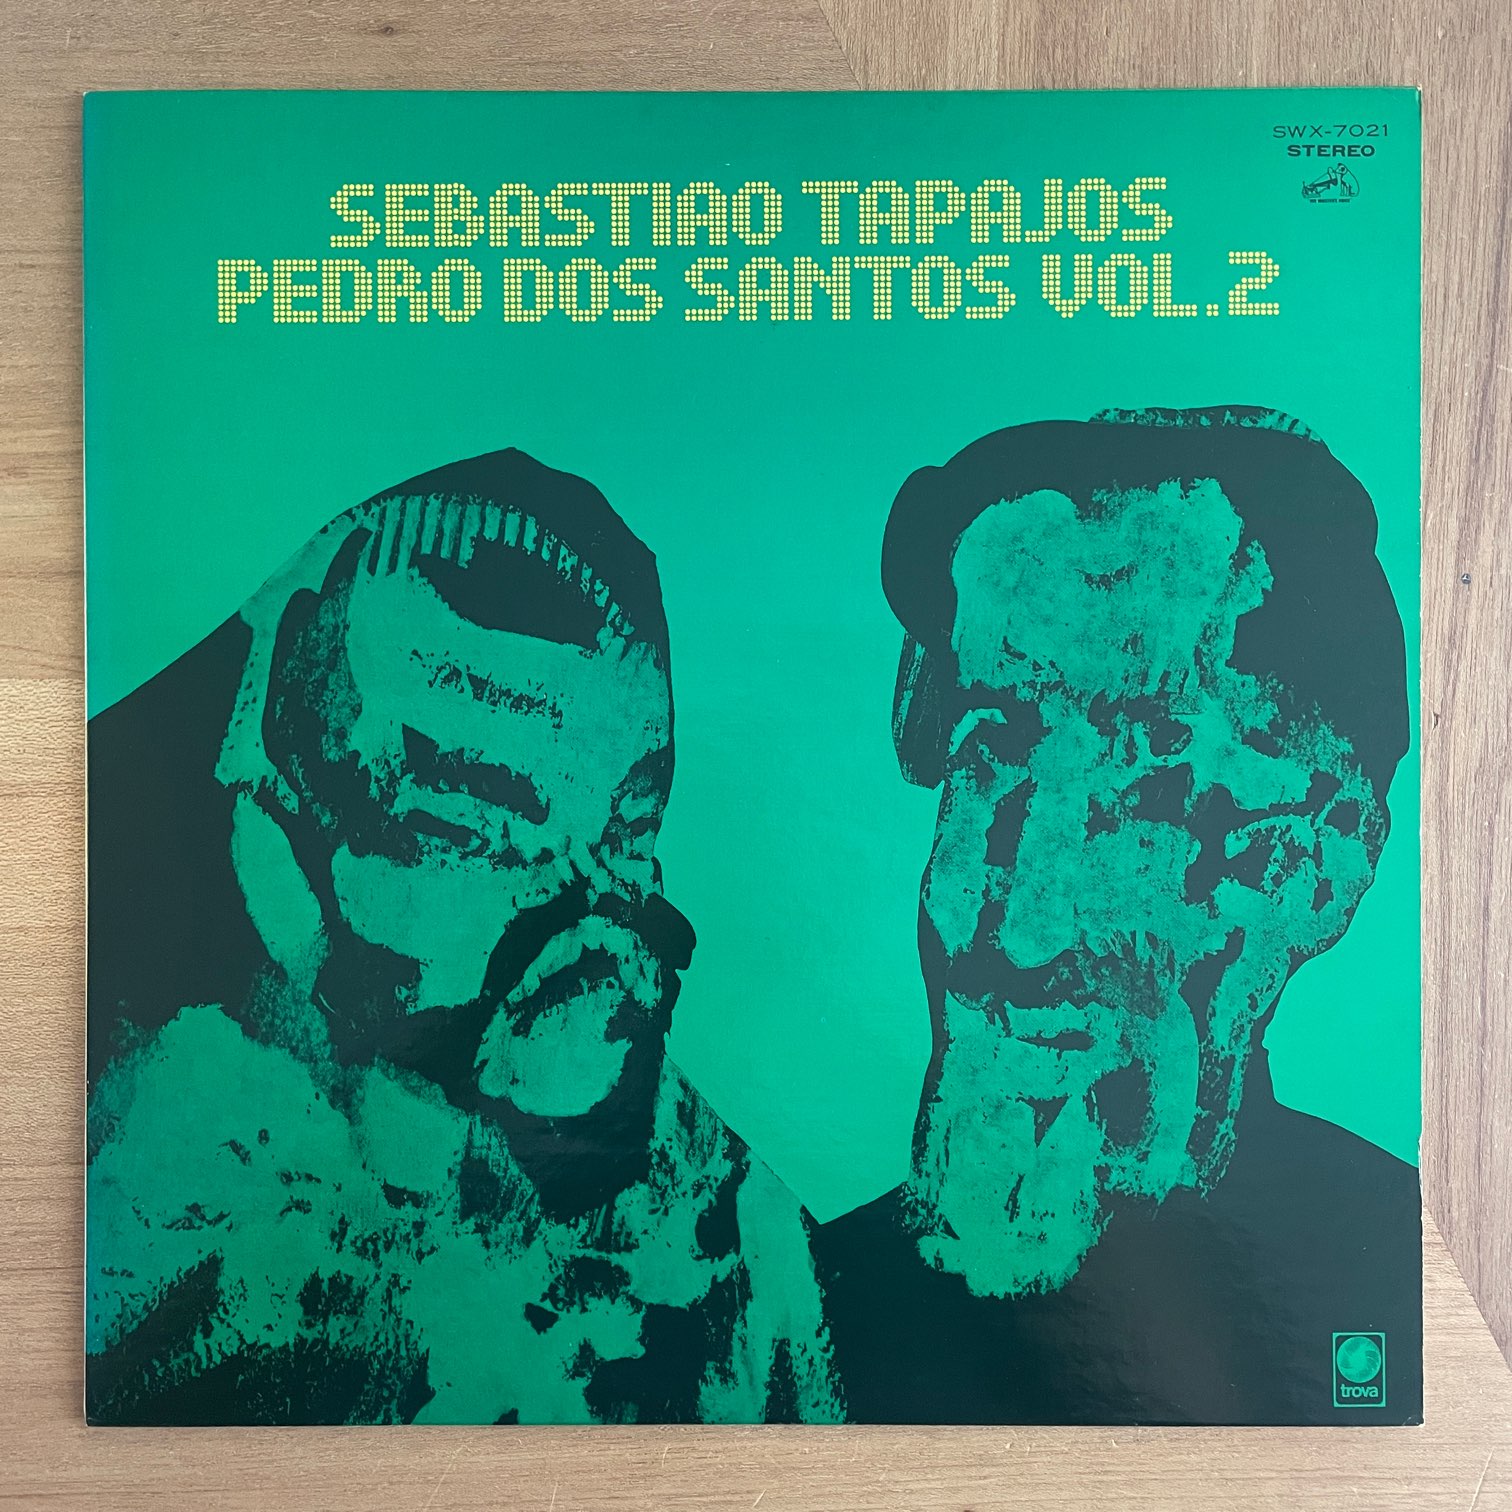 SWX-7021
STEREO
SEBASTIAO TAPAJOS
PEDRO DOS SANTOS VOL.2
trova